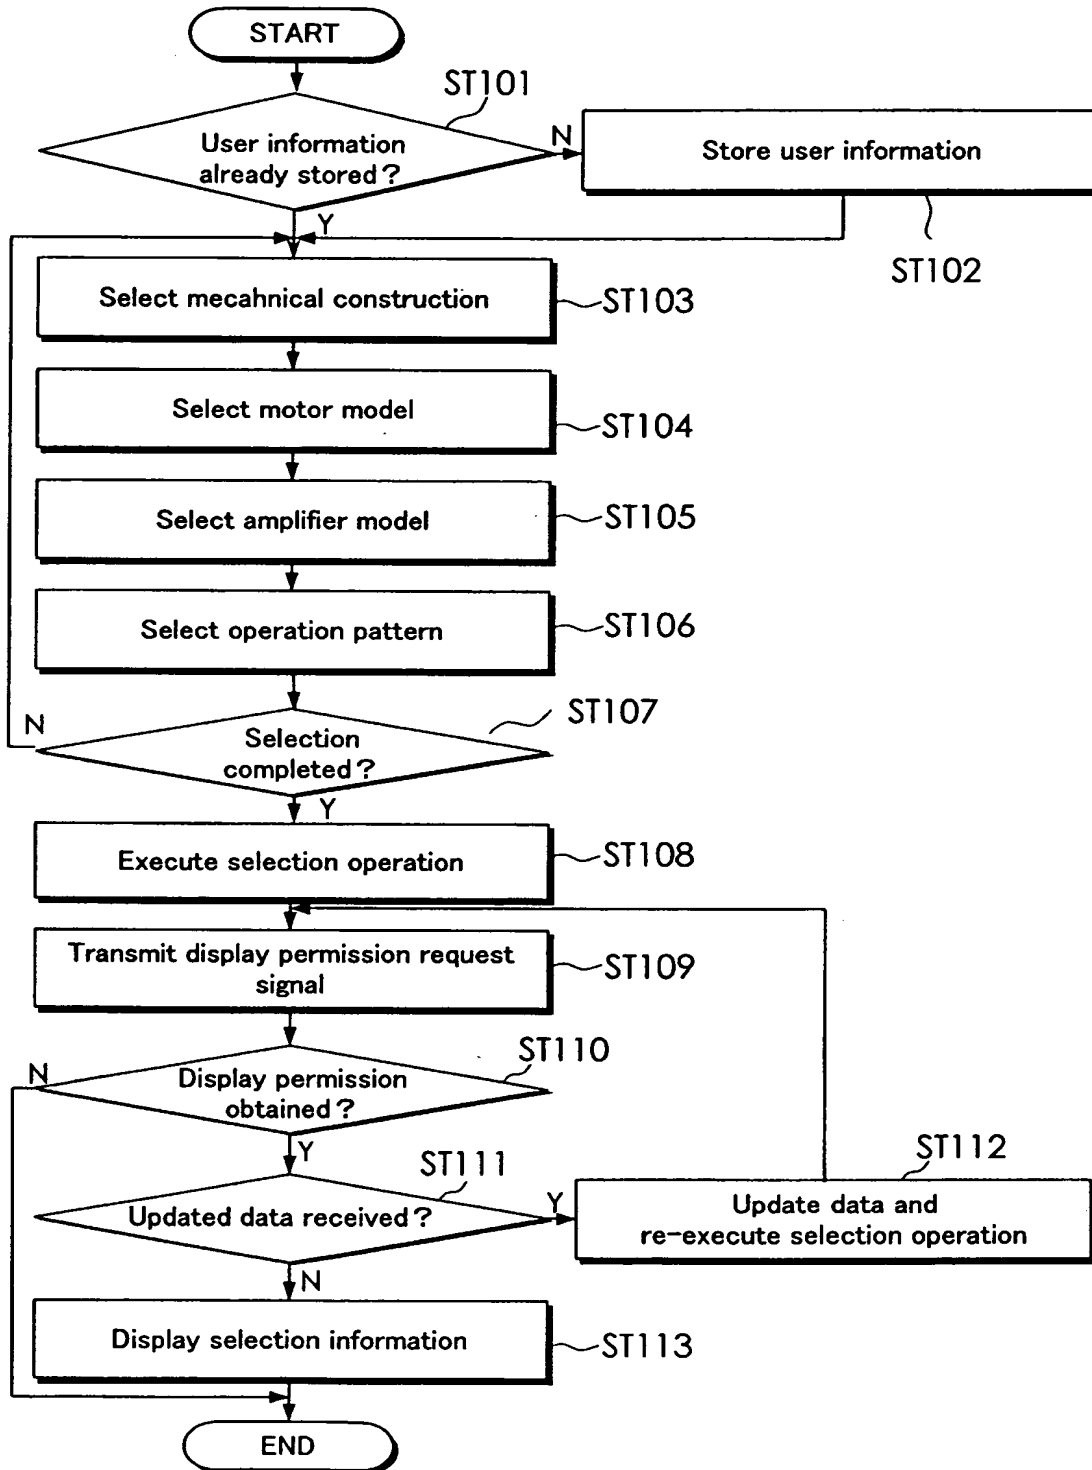 START
ST101
User information
already stored?
N
Store user information
Y
ST102
Select mecahnical construction
ST103
Select motor model
ST104
Select amplifier model
ST105
Select operation pattern
ST106
N
ST107
Selection
completed?
Y
Execute selection operation
ST108
Transmit display permission request
signal
ST109
ST110
N
Display permission
obtained?
Y
ST111
ST112
Updated data received?
Y
Update data and
re-execute selection operation
N
Display selection information
ST113
END